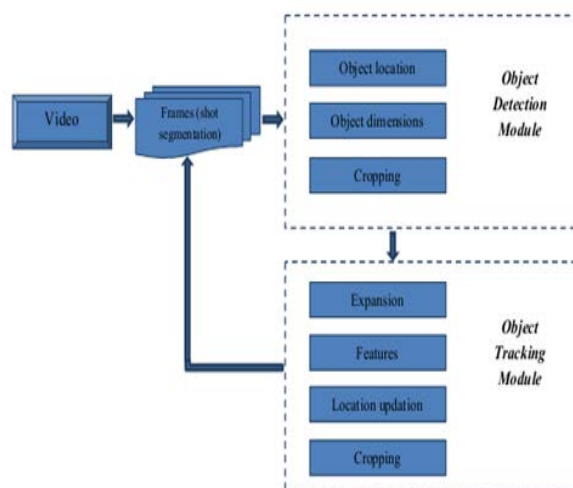 Video
Frames (shot
segmentation)
Object location
Object dimensions
Cropping
Object
Detection
Module
Expansion
Features
Location updation
Cropping
Object
Tracking
Module